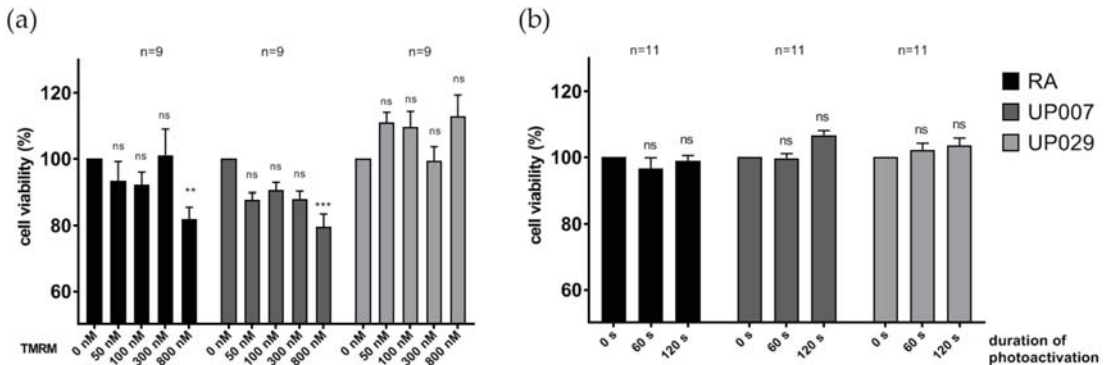 (a)
n=9 n=9 n=9
cell viability (%)
120
100
80
60
ns ns ns **
ns ns ns ***
ns ns ns ns
TMRM
0 nM 50 nM 100 nM 300 nM 800 nM
0 nM 50 nM 100 nM 300 nM 800 nM
0 nM 50 nM 100 nM 300 nM 800 nM
(b)
n=11 n=11 n=11
cell viability (%)
120
100
80
60
ns ns
ns ns
ns ns
0 s 60 s 120 s
0 s 60 s 120 s
0 s 60 s 120 s
duration of
photoactivation
RA
UP007
UP029